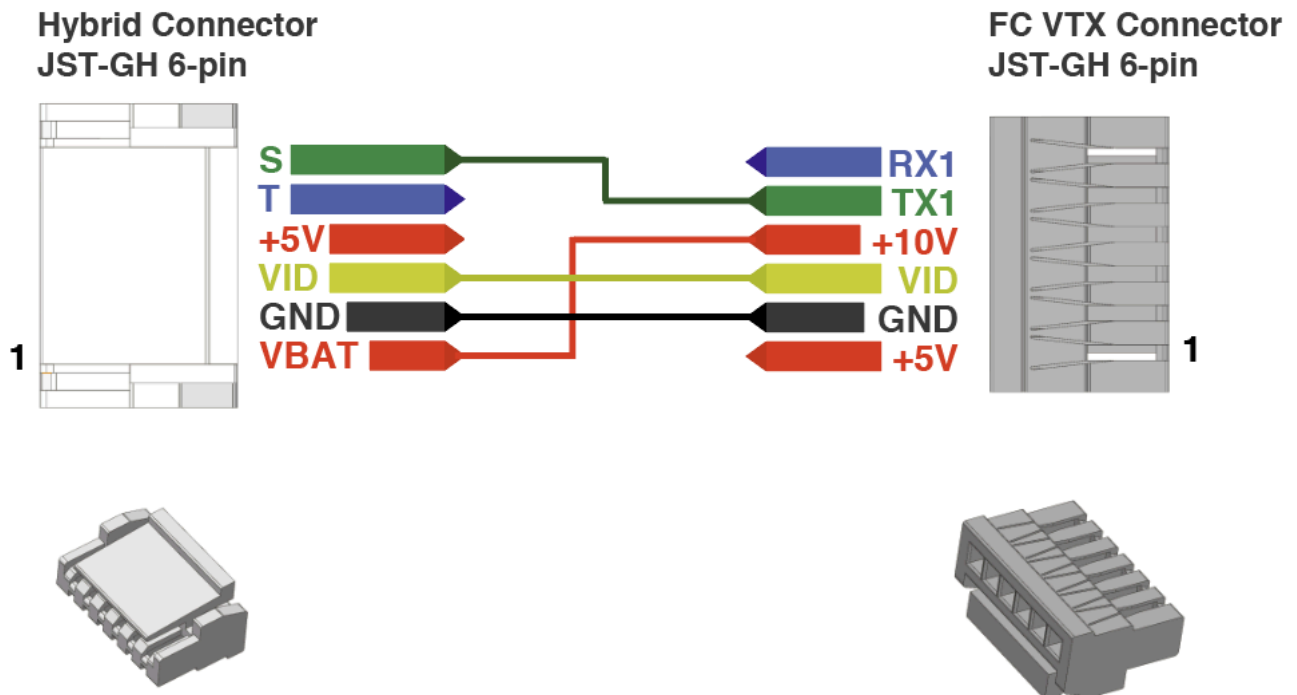 Hybrid Connector
JST-GH 6-pin
FC VTX Connector
JST-GH 6-pin
S
RX1
T
TX1
+5V
+10V
VID
VID
GND
GND
VBAT
+5V
1
1